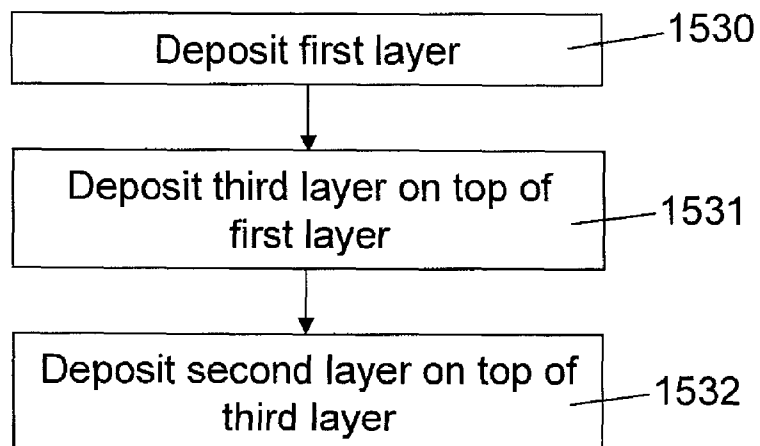 Deposit first layer
1530
Deposit third layer on top of
first layer
1531
Deposit second layer on top of
third layer
1532